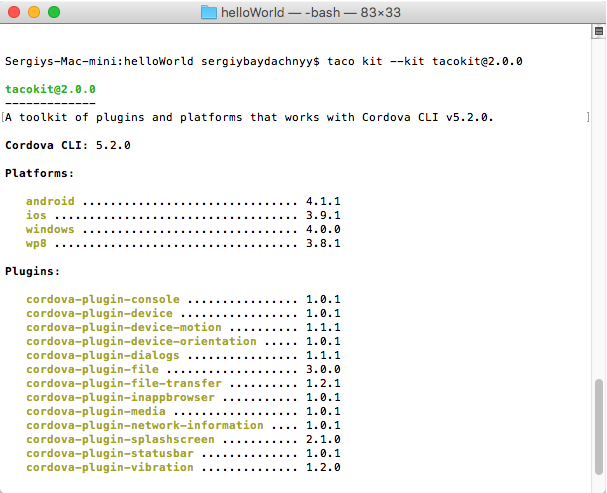 helloWorld — -bash — 83×33
Sergiys-Mac-mini:helloWorld sergiybaydachnyy$ taco kit --kit tacokit@2.0.0
tacokit@2.0.0
-------------
[A toolkit of plugins and platforms that works with Cordova CLI v5.2.0. ]
Cordova CLI: 5.2.0
Platforms:
android ............................... 4.1.1
ios ................................... 3.9.1
windows ............................... 4.0.0
wp8 ................................... 3.8.1
Plugins:
cordova-plugin-console ................ 1.0.1
cordova-plugin-device ................. 1.0.1
cordova-plugin-device-motion .......... 1.1.1
cordova-plugin-device-orientation ..... 1.0.1
cordova-plugin-dialogs ................ 1.1.1
cordova-plugin-file ................... 3.0.0
cordova-plugin-file-transfer .......... 1.2.1
cordova-plugin-inappbrowser ........... 1.0.1
cordova-plugin-media .................. 1.0.1
cordova-plugin-network-information .... 1.0.1
cordova-plugin-splashscreen ........... 2.1.0
cordova-plugin-statusbar .............. 1.0.1
cordova-plugin-vibration .............. 1.2.0